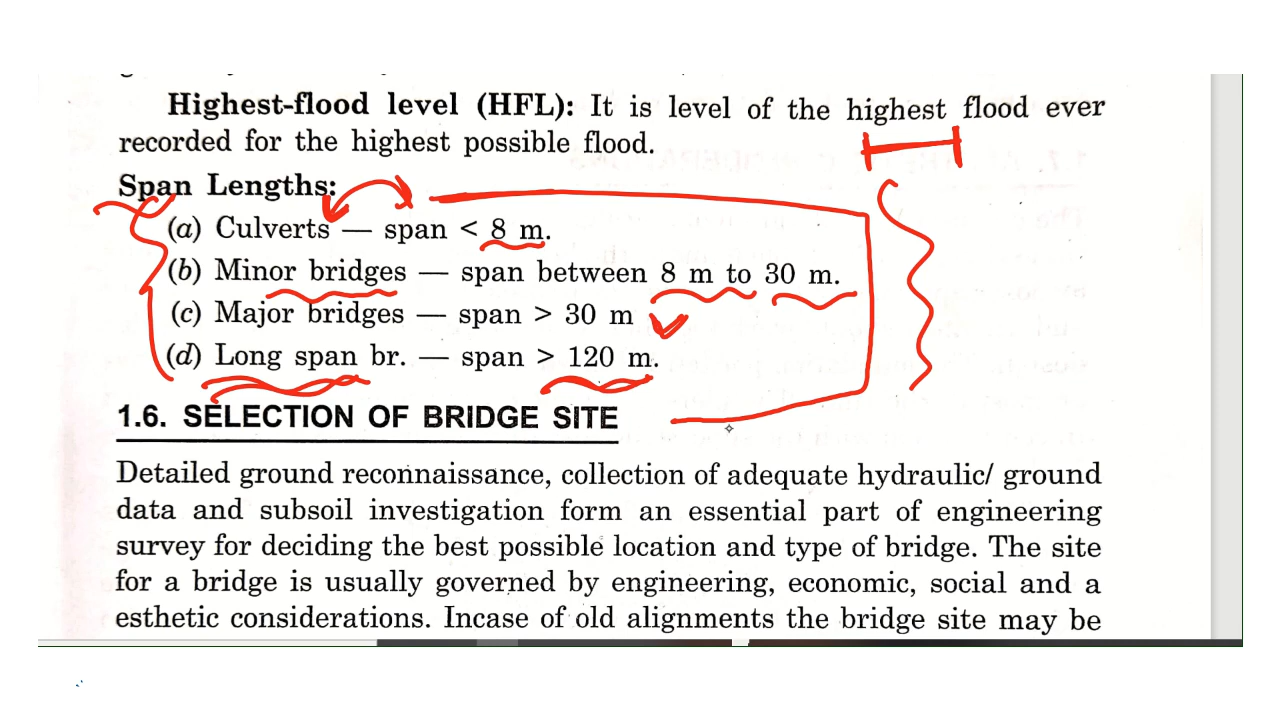 Highest-flood level (HFL): It is level of the highest flood ever
recorded for the highest possible flood.
Span Lengths:
(a) Culverts — span < 8 m.
(b) Minor bridges — span between 8 m to 30 m.
(c) Major bridges — span > 30 m
(d) Long span br. — span > 120 m.
1.6. SELECTION OF BRIDGE SITE
Detailed ground reconnaissance, collection of adequate hydraulic/ ground
data and subsoil investigation form an essential part of engineering
survey for deciding the best possible location and type of bridge. The site
for a bridge is usually governed by engineering, economic, social and a
esthetic considerations. Incase of old alignments the bridge site may be